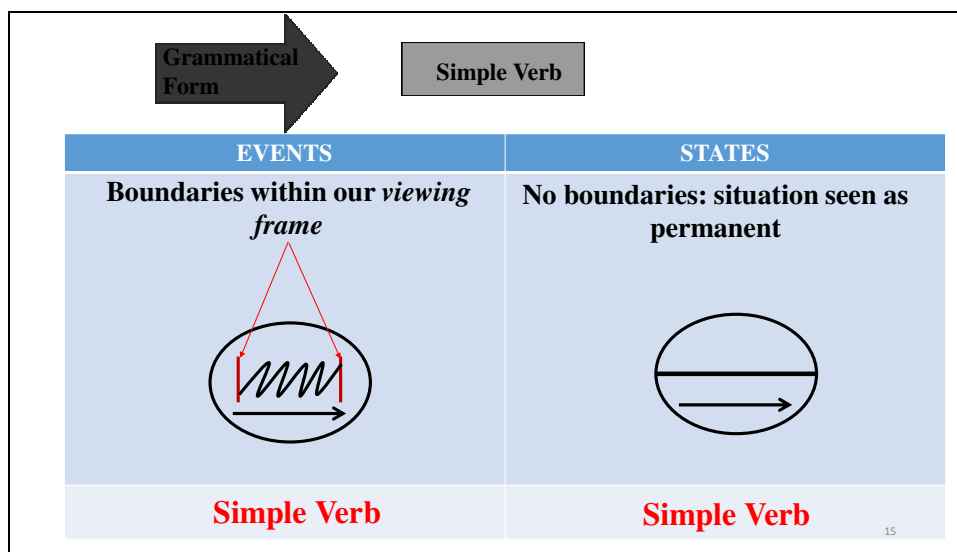 Grammatical
Form
Simple Verb
EVENTS
STATES
Boundaries within our viewing
frame
No boundaries: situation seen as
permanent
Simple Verb
Simple Verb
15